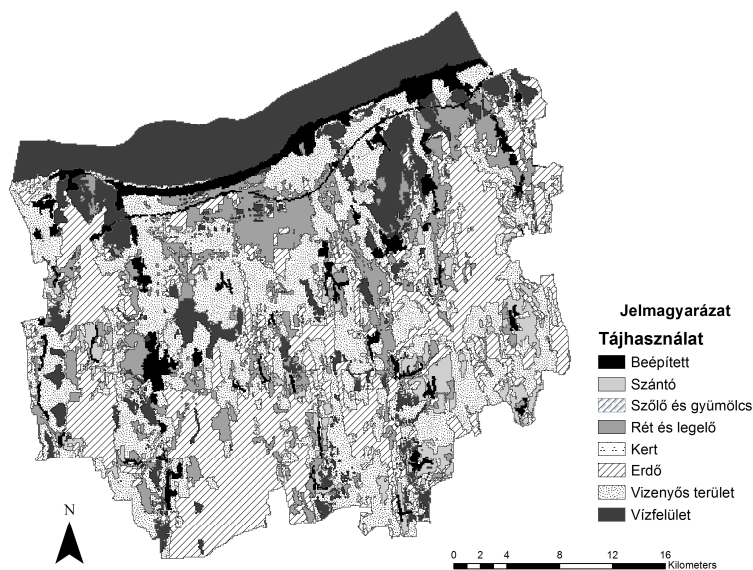 Jelmagyarázat
Tájhasználat
Beépített
Szántó
Szőlő és gyümölcs
Rét és legelő
Kert
Erdő
Vizenyős terület
Vízfelület
N
0 2 4 8 12 16
Kilometers